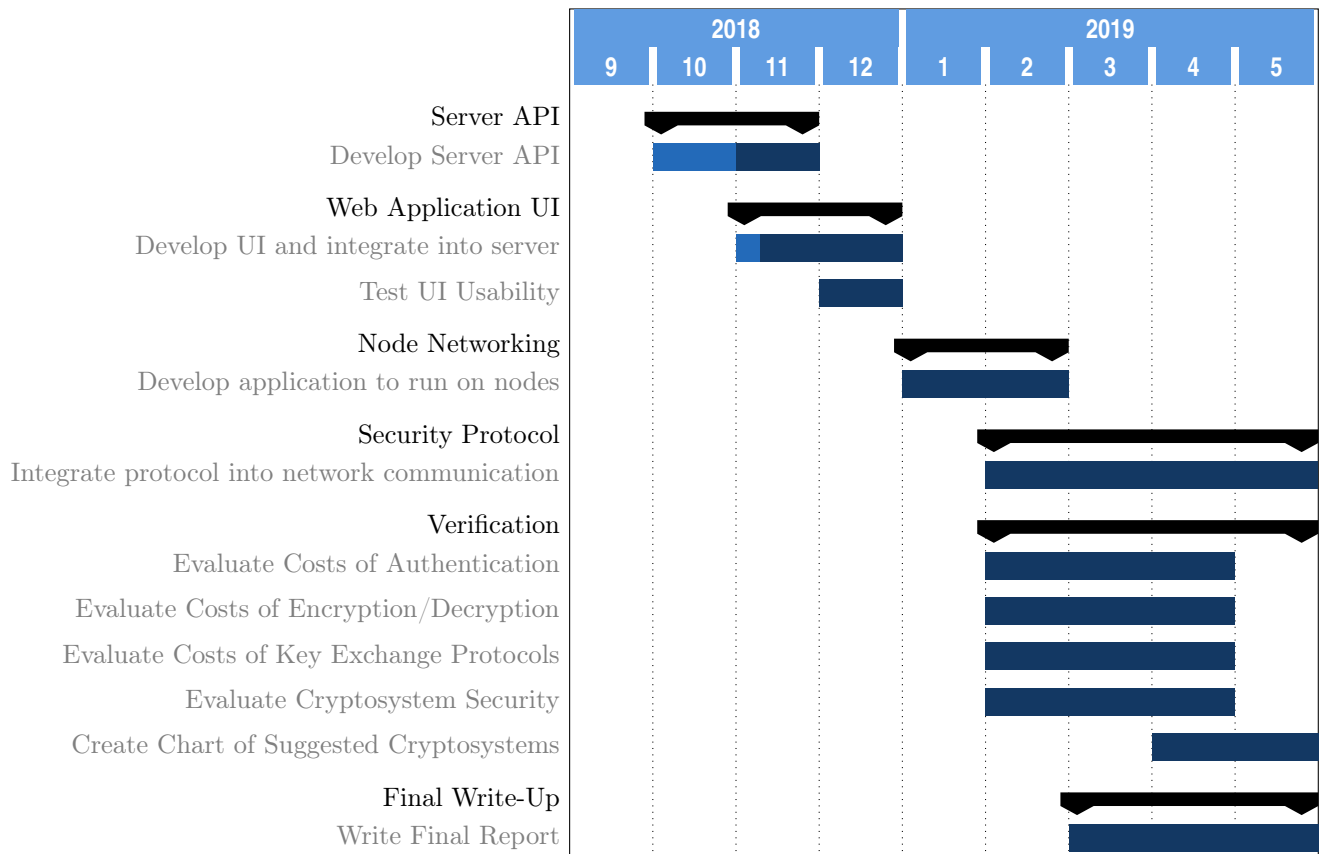 2018 2019
9 10 11 12 1 2 3 4 5
Server API
Develop Server API
Web Application UI
Develop UI and integrate into server
Test UI Usability
Node Networking
Develop application to run on nodes
Security Protocol
Integrate protocol into network communication
Verification
Evaluate Costs of Authentication
Evaluate Costs of Encryption/Decryption
Evaluate Costs of Key Exchange Protocols
Evaluate Cryptosystem Security
Create Chart of Suggested Cryptosystems
Final Write-Up
Write Final Report